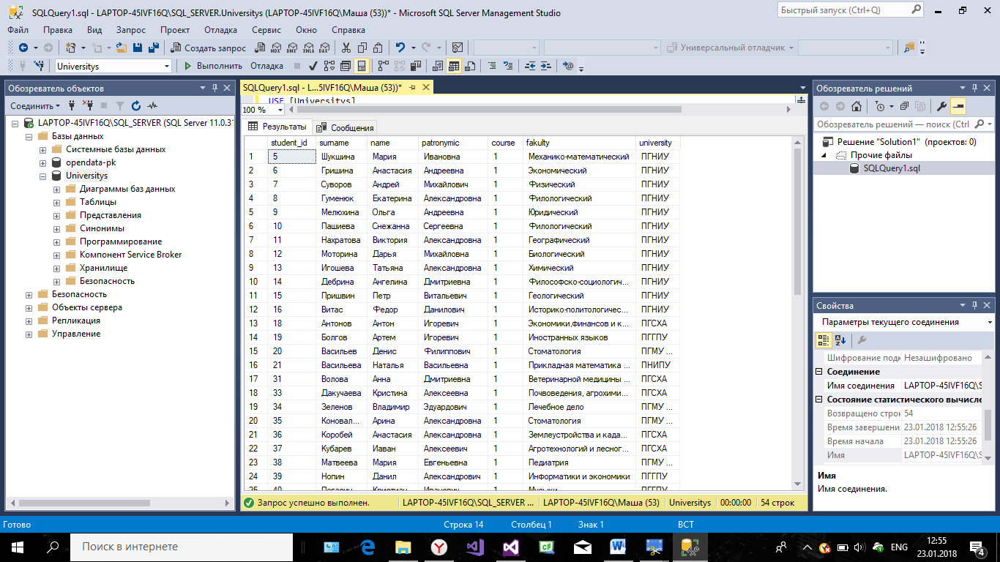 SQLQuery1.sql - LAPTOP-45IVF16Q\SQL_SERVER.Universitys (LAPTOP-45IVF16Q\Маша (53))* - Microsoft SQL Server Management Studio
Быстрый запуск (Ctrl+Q)
Файл Правка Вид Запрос Проект Отладка Сервис Окно Справка
Создать запрос
MDX DMX XMLA DAX
Универсальный отладчик
Universitys
Выполнить Отладка
Обозреватель объектов
Соединить
LAPTOP-45IVF16Q\SQL_SERVER (SQL Server 11.0.31
Базы данных
Системные базы данных
opendata-pk
Universitys
Диаграммы баз данных
Таблицы
Представления
Синонимы
Программирование
Компонент Service Broker
Хранилище
Безопасность
Безопасность
Объекты сервера
Репликация
Управление
SQLQuery1.sql - L...5IVF16Q\Маша (53))*
USE [Universitys]
100 %
Результаты Сообщения
student_id surname name patronymic course fakulty university
1 5 Шукшина Мария Ивановна 1 Механико-математический ПГНИУ
2 6 Гришина Анастасия Андреевна 1 Экономический ПГНИУ
3 7 Суворов Андрей Михайлович 1 Физический ПГНИУ
4 8 Гуменюк Екатерина Александровна 1 Филологический ПГНИУ
5 9 Мелюхина Ольга Андреевна 1 Юридический ПГНИУ
6 10 Пашиева Снежанна Сергеевна 1 Филологический ПГНИУ
7 11 Нахратова Виктория Александровна 1 Географический ПГНИУ
8 12 Моторина Дарья Михайловна 1 Биологический ПГНИУ
9 13 Игошева Татьяна Александровна 1 Химический ПГНИУ
10 14 Дебрина Ангелина Дмитриевна 1 Философско-социологич... ПГНИУ
11 15 Пришвин Петр Витальевич 1 Геологический ПГНИУ
12 16 Витас Федор Данилович 1 Историко-политологичес... ПГНИУ
13 18 Антонов Антон Игоревич 1 Экономики,финансов и к... ПГСХА
14 19 Болгов Артем Игоревич 1 Иностранных языков ПГГПУ
15 20 Васильев Денис Филиппович 1 Стоматология ПГМУ ...
16 21 Васильева Наталья Васильевна 1 Прикладная математика ... ПНИПУ
17 31 Волова Анна Дмитриевна 1 Ветеринарной медицины ... ПГСХА
18 33 Дакучаева Кристина Алексеевна 1 Почвоведения, агрохими... ПГСХА
19 34 Зеленов Владимир Эдуардович 1 Лечебное дело ПГМУ ...
20 35 Коновал... Арина Александровна 1 Стоматология ПГМУ ...
21 36 Коробей Анастасия Александровна 1 Землеустройства и када... ПГСХА
22 37 Кубарев Иаван Алексеевич 1 Агротехнологий и лесног... ПГСХА
23 38 Матвеева Мария Евгеньевна 1 Педиатрия ПГМУ ...
24 39 Нопин Данил Александрович 1 Информатики и экономики ПГГПУ
25 40 Кристиан Иванович 1 Музыки ПГГПУ
Запрос успешно выполнен. LAPTOP-45IVF16Q\SQL_SERVER ... LAPTOP-45IVF16Q\Маша (53) Universitys 00:00:00 54 строк
Обозреватель решений
Обозреватель решений — поиск (Ctrl
Решение "Solution1" (проектов: 0)
Прочие файлы
SQLQuery1.sql
Свойства
Параметры текущего соединения
Шифрование подк Незашифровано
Соединение
Имя соединения LAPTOP-45IVF16Q\S
Состояние статистического вычисле
Возвращено строк 54
Время завершени 23.01.2018 12:55:26
Время начала 23.01.2018 12:55:26
Имя LAPTOP-45IVF16Q\S
Имя
Имя соединения.
Готово Строка 14 Столбец 1 Знак 1 ВСТ
Поиск в интернете
ENG
12:55
23.01.2018
4